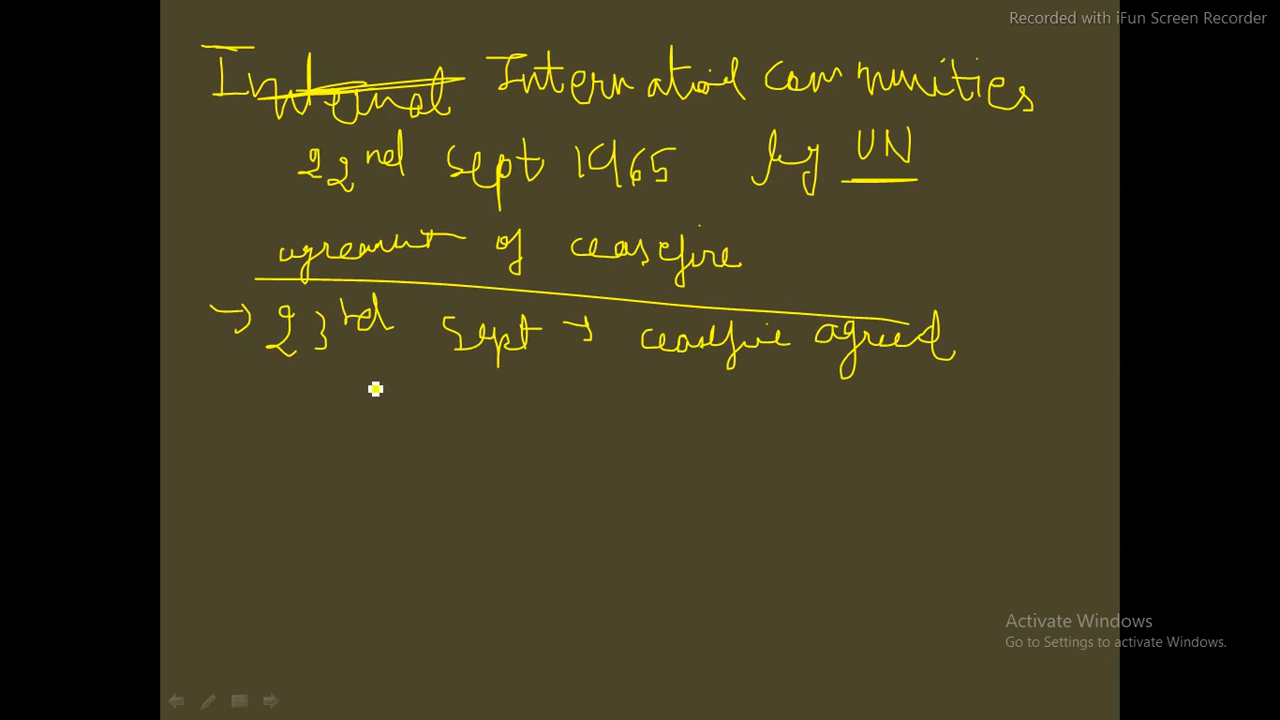 Recorded with iFun Screen Recorder
Internal International communities
22nd Sept 1965 by UN
agreement of ceasefire
→ 23rd Sept → ceasefire agreed
Activate Windows
Go to Settings to activate Windows.